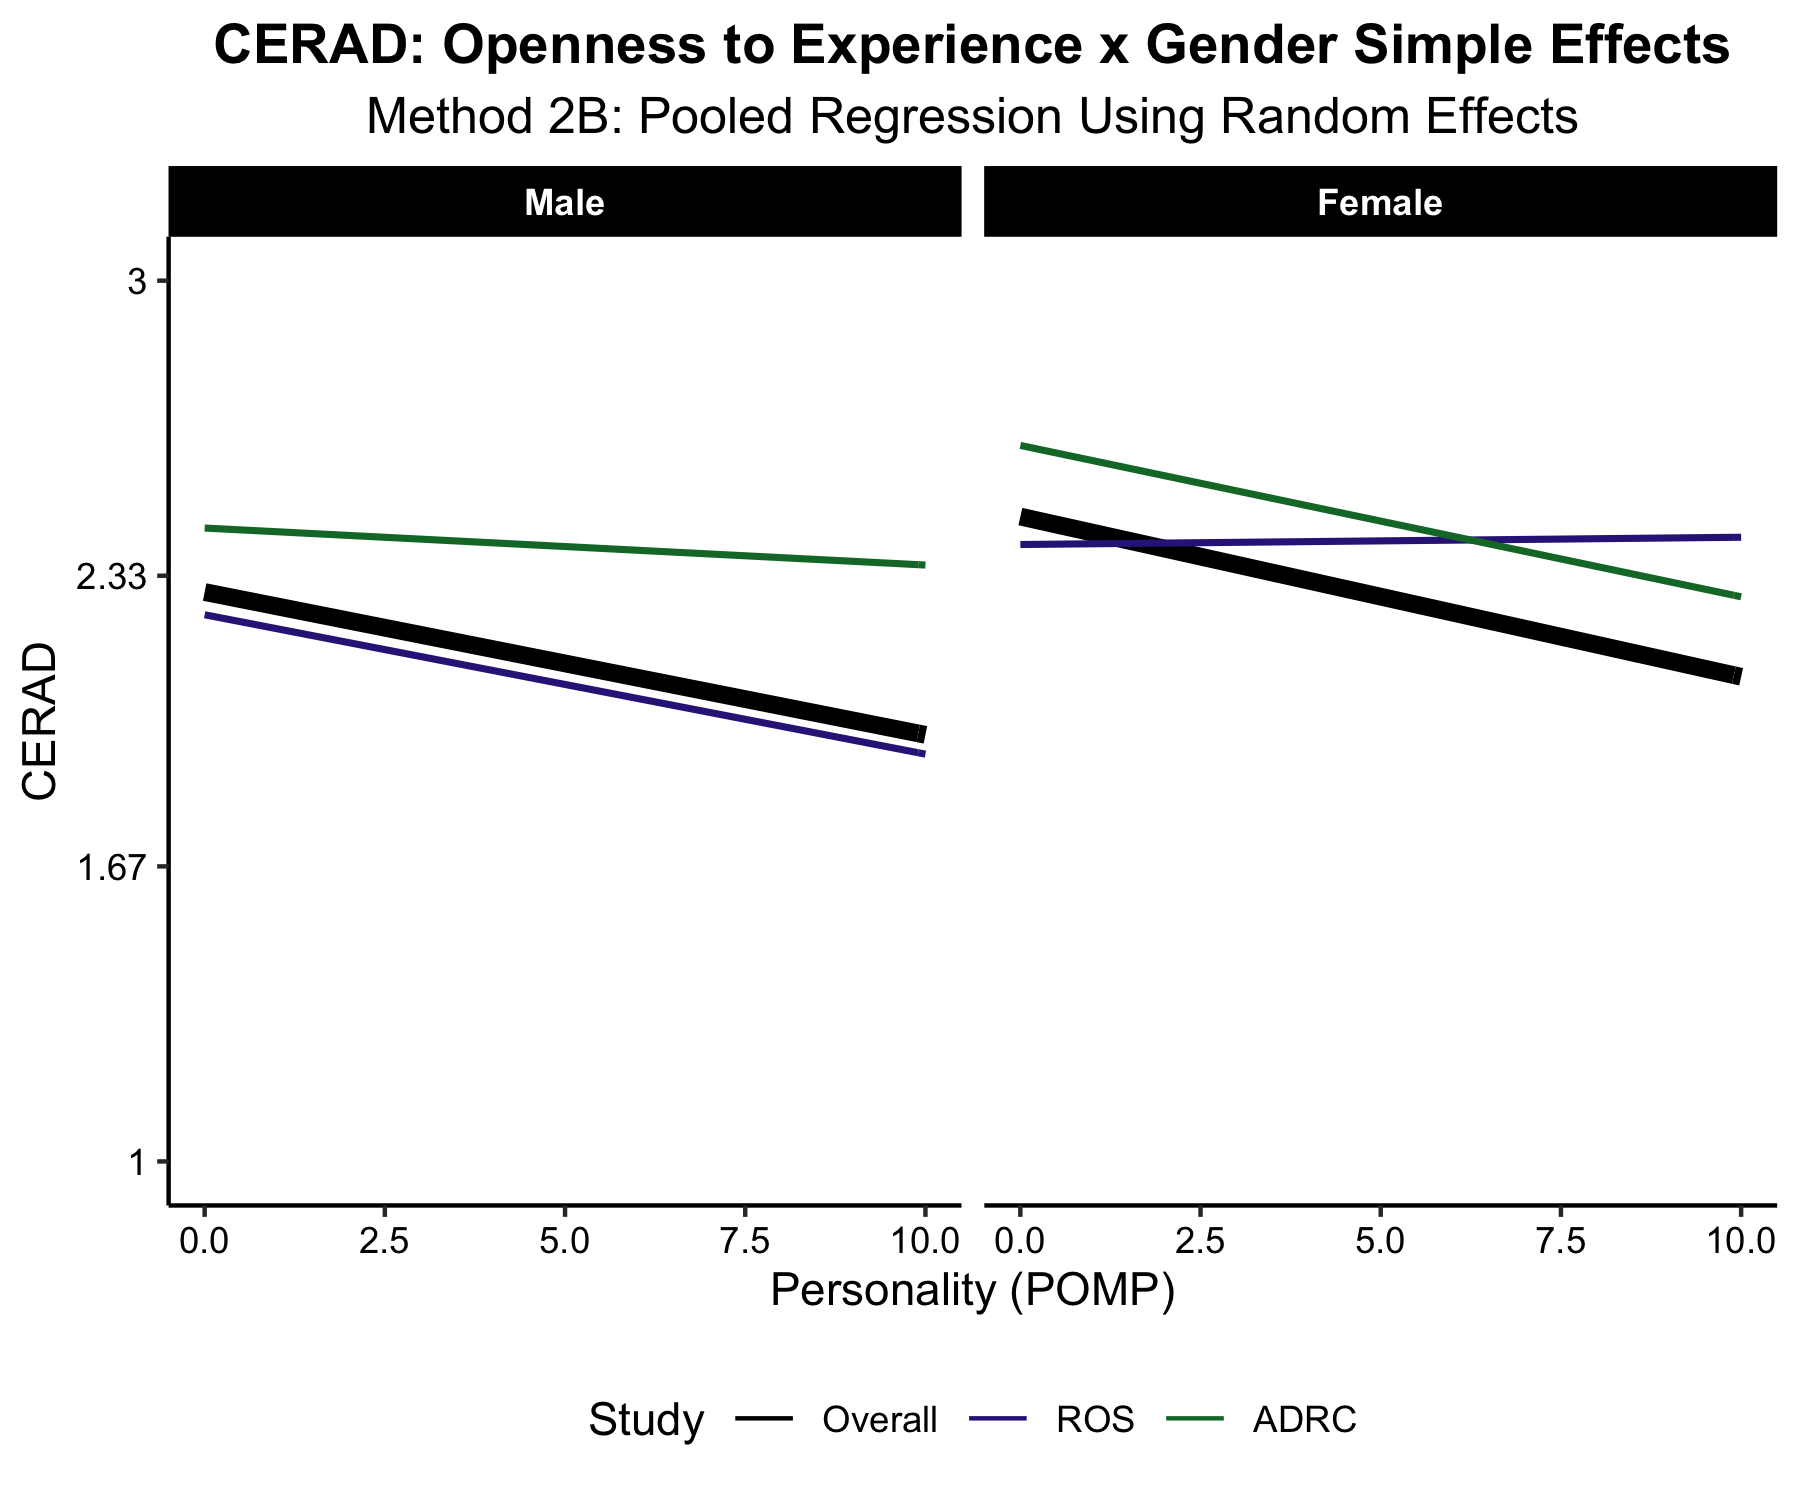 CERAD: Openness to Experience x Gender Simple Effects
Method 2B: Pooled Regression Using Random Effects
Male Female
3
2.33
1.67
1
CERAD
0.0 2.5 5.0 7.5 10.0 0.0 2.5 5.0 7.5 10.0
Personality (POMP)
Study Overall ROS ADRC